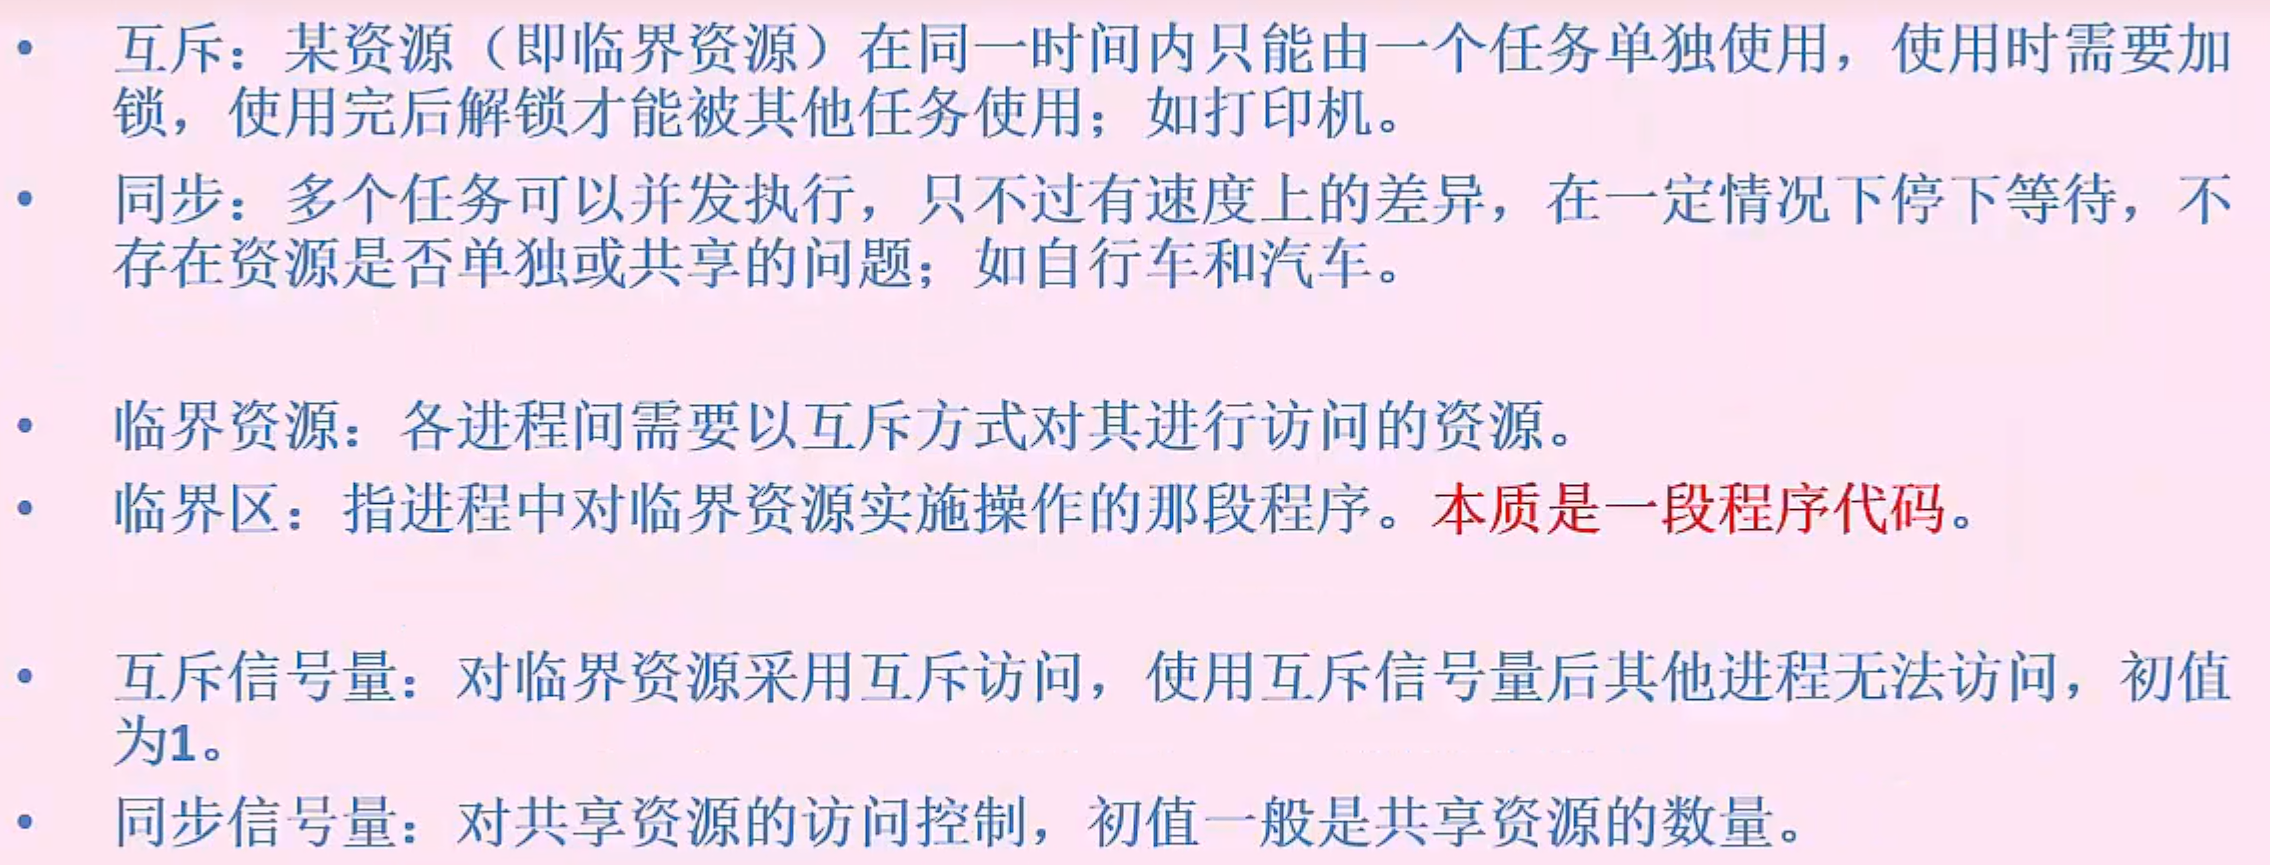 • 互斥：某资源（即临界资源）在同一时间内只能由一个任务单独使用，使用时需要加
锁，使用完后解锁才能被其他任务使用；如打印机。
• 同步：多个任务可以并发执行，只不过有速度上的差异，在一定情况下停下等待，不
存在资源是否单独或共享的问题；如自行车和汽车。
• 临界资源：各进程间需要以互斥方式对其进行访问的资源。
• 临界区：指进程中对临界资源实施操作的那段程序。本质是一段程序代码。
• 互斥信号量：对临界资源采用互斥访问，使用互斥信号量后其他进程无法访问，初值
为1。
• 同步信号量：对共享资源的访问控制，初值一般是共享资源的数量。